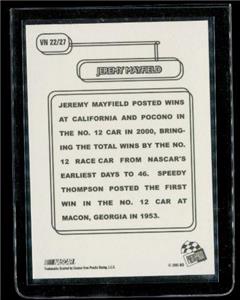 VN 22/27
JEREMY MAYFIELD
JEREMY MAYFIELD POSTED WINS
AT CALIFORNIA AND POCONO IN
THE NO. 12 CAR IN 2000, BRING-
ING THE TOTAL WINS BY THE NO.
12 RACE CAR FROM NASCAR'S
EARLIEST DAYS TO 46. SPEEDY
THOMPSON POSTED THE FIRST
WIN IN THE NO. 12 CAR AT
MACON, GEORGIA IN 1953.
NASCAR
PRESS PASS